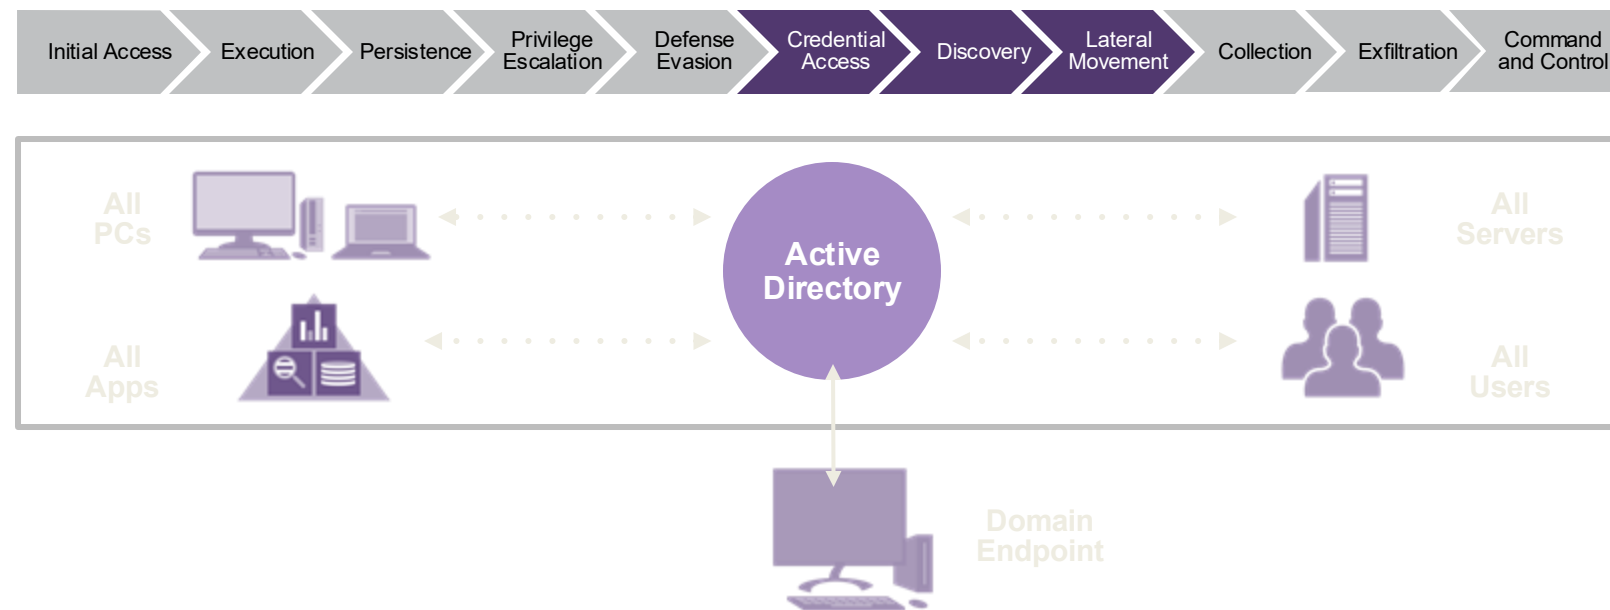 Initial Access
Execution
Persistence
Privilege
Escalation
Defense
Evasion
Credential
Access
Discovery
Lateral
Movement
Collection
Exfiltration
Command
and Control
All
PCs
Active
Directory
All
Servers
All
Apps
All
Users
Domain
Endpoint